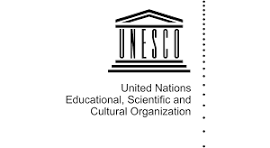 UNESCO
United Nations
Educational, Scientific and
Cultural Organization